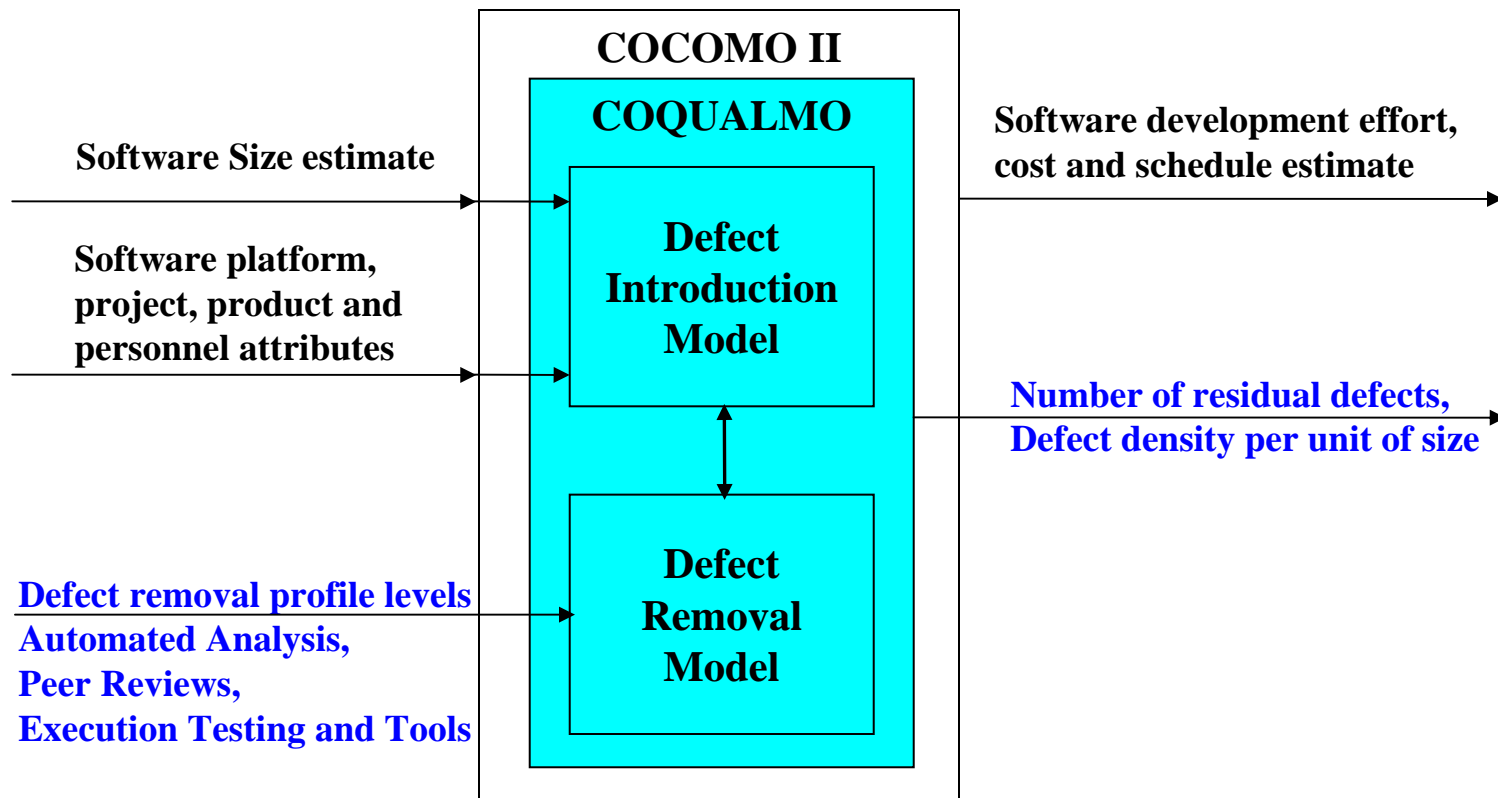 COCOMO II
COQUALMO
Software Size estimate
Software platform,
project, product and
personnel attributes
Defect removal profile levels
Automated Analysis,
Peer Reviews,
Execution Testing and Tools
Defect
Introduction
Model
Defect
Removal
Model
Software development effort,
cost and schedule estimate
Number of residual defects,
Defect density per unit of size